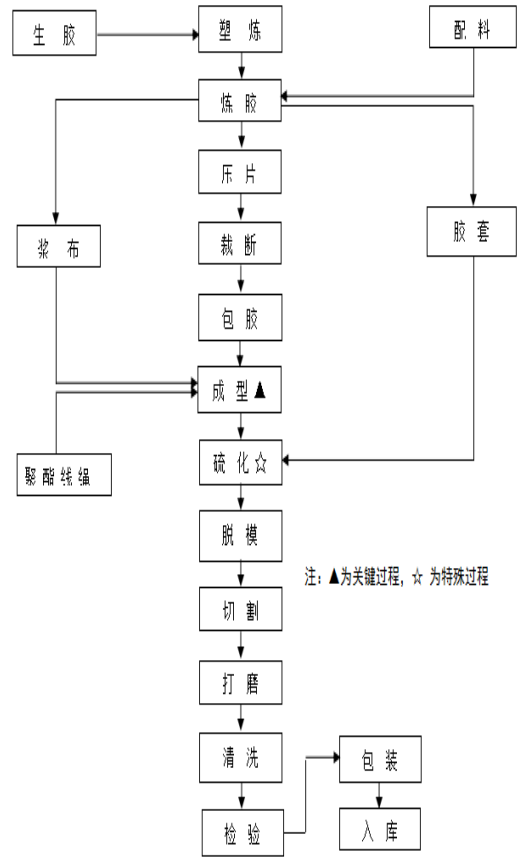 生 胶
塑 炼
配 料
炼 胶
压 片
浆 布
裁 断
胶 套
包 胶
成 型▲
聚 酯 线 绳
硫 化☆
脱 模
注：▲为关键过程，☆ 为特殊过程
切 割
打 磨
清 洗
包 装
检 验
入 库